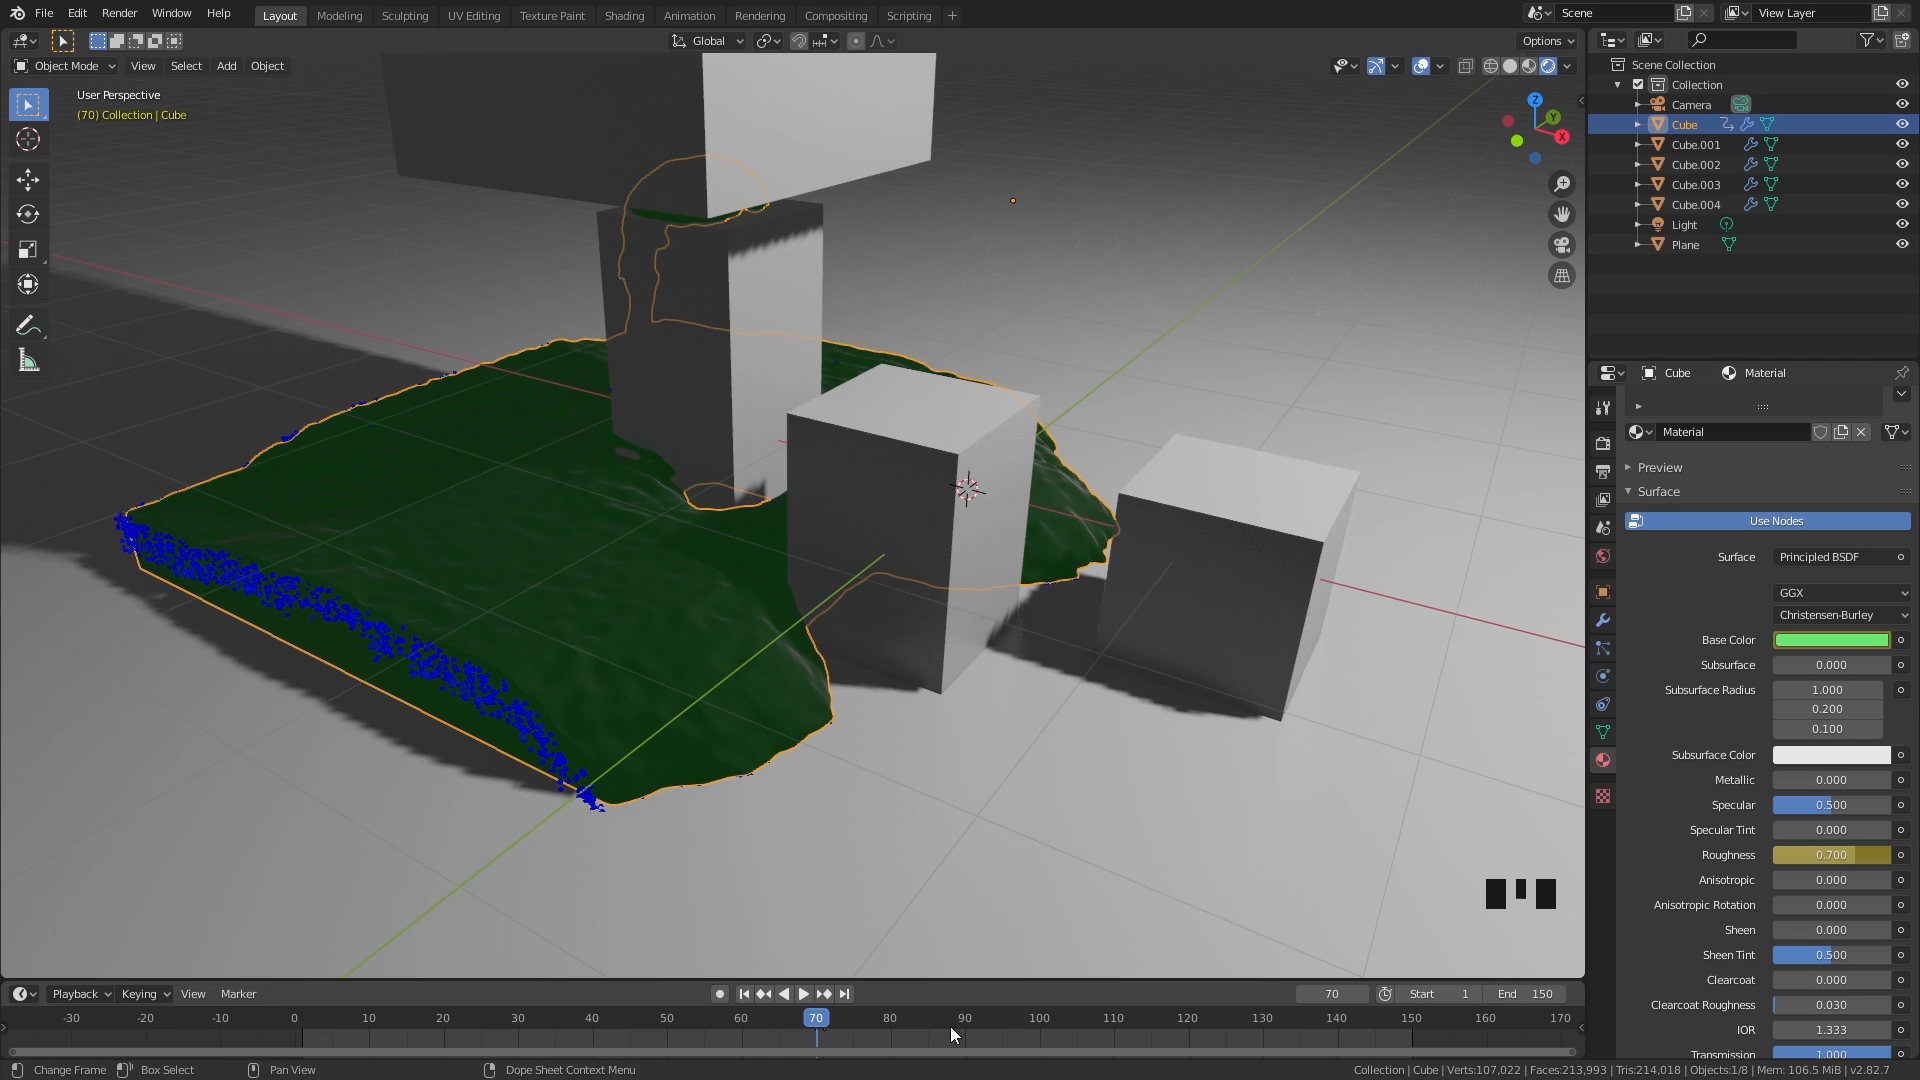 File Edit Render Window Help Layout Modeling Sculpting UV Editing Texture Paint Shading Animation Rendering Compositing Scripting + Scene View Layer
Global Options
Object Mode View Select Add Object
User Perspective
(70) Collection | Cube
Z
Y
X
Scene Collection
Collection
Camera
Cube
Cube.001
Cube.002
Cube.003
Cube.004
Light
Plane
Cube Material
Material
Preview
Surface
Use Nodes
Surface Principled BSDF
GGX
Christensen-Burley
Base Color
Subsurface 0.000
Subsurface Radius 1.000
0.200
0.100
Subsurface Color
Metallic 0.000
Specular 0.500
Specular Tint 0.000
Roughness 0.700
Anisotropic 0.000
Anisotropic Rotation 0.000
Sheen 0.000
Sheen Tint 0.500
Clearcoat 0.000
Clearcoat Roughness 0.030
IOR 1.333
Transmission 1.000
Playback Keying View Marker 70 Start 1 End 150
-30 -20 -10 0 10 20 30 40 50 60 70 80 90 100 110 120 130 140 150 160 170
Change Frame Box Select Pan View Dope Sheet Context Menu Collection | Cube | Verts:107,022 | Faces:213,993 | Tris:214,018 | Objects:1/8 | Mem: 106.5 MiB | v2.82.7